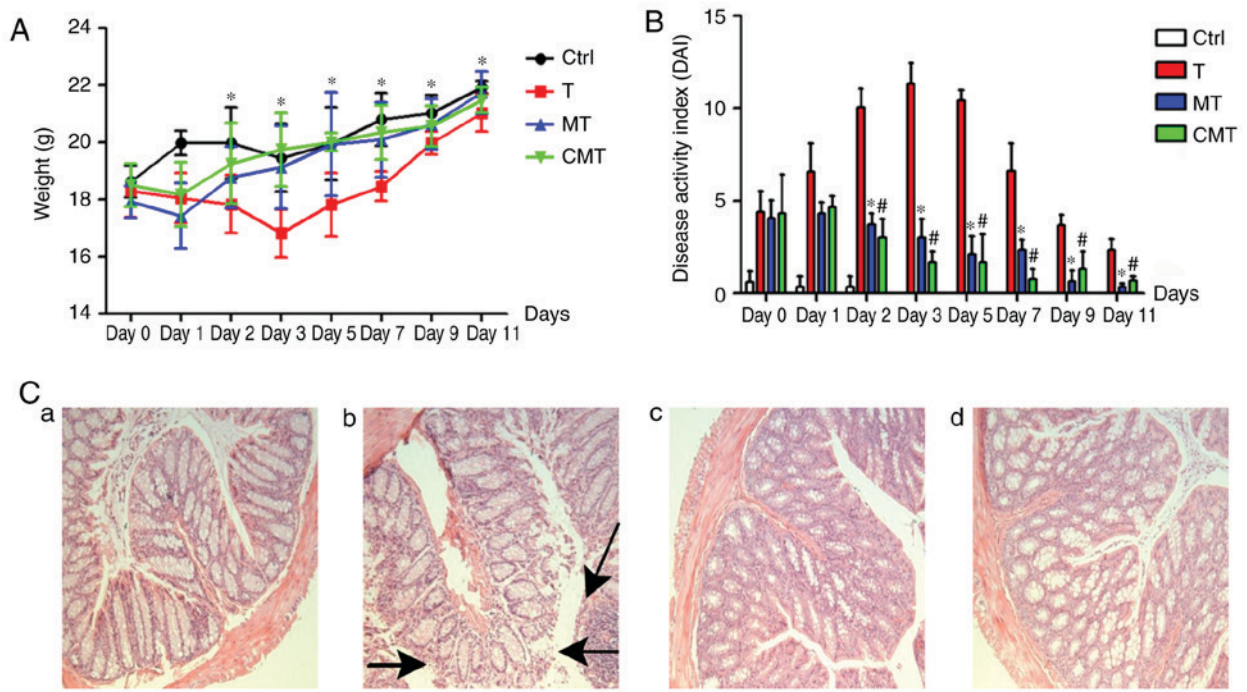 A
Weight (g)
24
22
20
18
16
14
* * * * * * *
Day 0 Day 1 Day 2 Day 3 Day 5 Day 7 Day 9 Day 11
Days
Ctrl
T
MT
CMT
B
Disease activity index (DAI)
15
10
5
0
* # * # * # * # * # * #
Day 0 Day 1 Day 2 Day 3 Day 5 Day 7 Day 9 Day 11
Days
Ctrl
T
MT
CMT
C
a
b
c
d